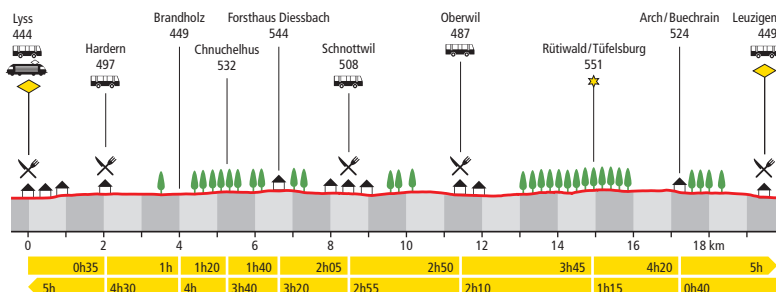 Lyss
444
Hardern
497
Brandholz
449
Chnuchelhus
532
Forsthaus Diessbach
544
Schnottwil
508
Oberwil
487
Rütiwald/Tüfelsburg
551
Arch/Buechrain
524
Leuzigen
449
0 2 4 6 8 10 12 14 16 18 km
0h35 1h 1h20 1h40 2h05 2h50 3h45 4h20 5h
5h 4h30 4h 3h40 3h20 2h55 2h10 1h15 0h40